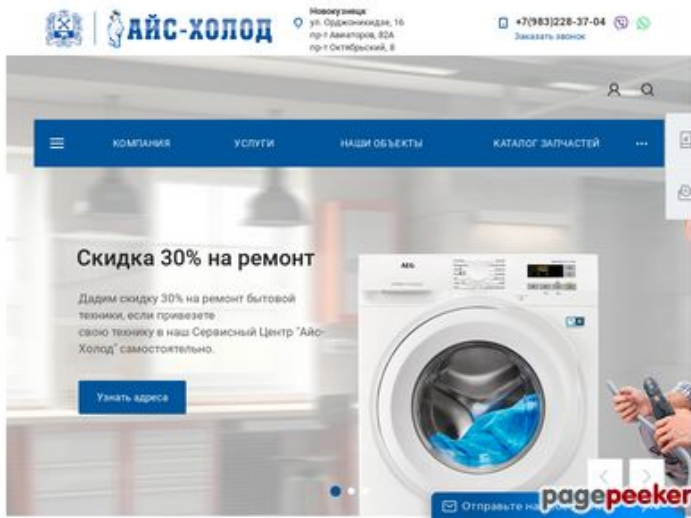 АЙС-ХОЛОД
Новокузнецк
ул. Орджоникидзе, 16
пр-т Авиаторов, 82А
пр-т Октябрьский, 8
+7(983)228-37-04
Заказать звонок
КОМПАНИЯ УСЛУГИ НАШИ ОБЪЕКТЫ КАТАЛОГ ЗАПЧАСТЕЙ ...
Скидка 30% на ремонт
Дадим скидку 30% на ремонт бытовой
техники, если привезете
свою технику в наш Сервисный Центр "Айс-
Холод" самостоятельно.
Узнать адреса
AEG
Отправьте
pagepeeker